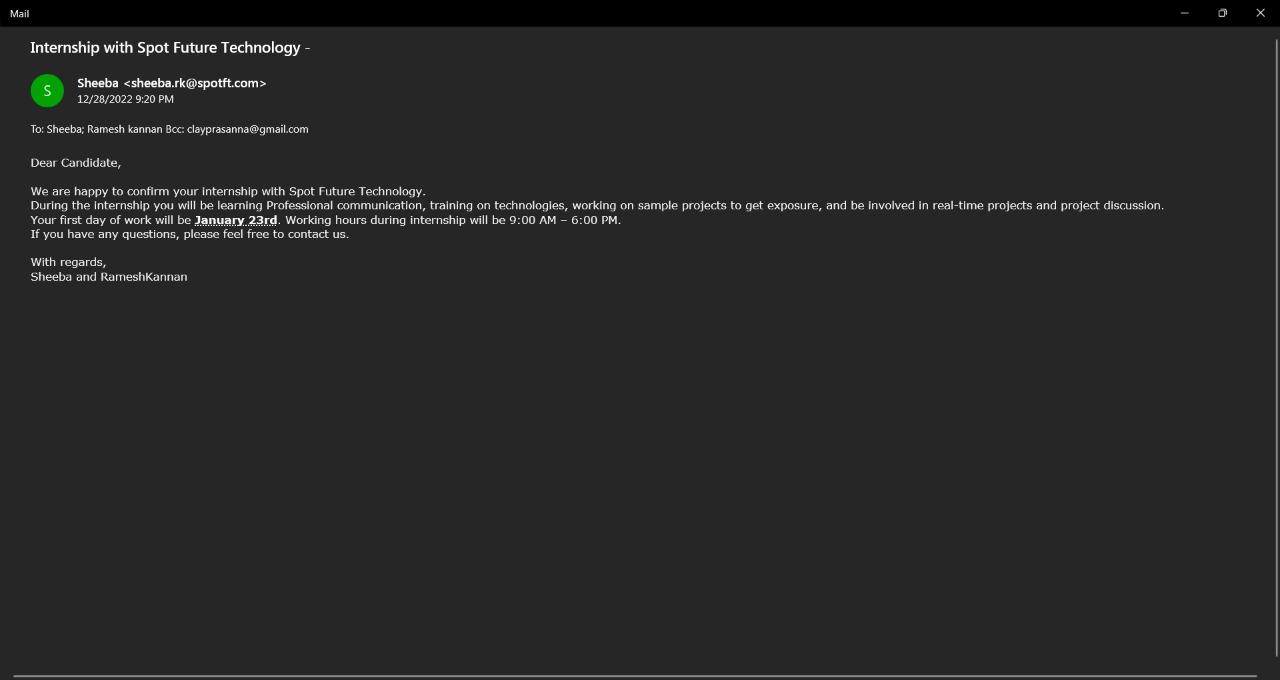 Mail
Internship with Spot Future Technology -
S
Sheeba <sheeba.rk@spotft.com>
12/28/2022 9:20 PM
To: Sheeba; Ramesh kannan Bcc: clayprasanna@gmail.com
Dear Candidate,
We are happy to confirm your internship with Spot Future Technology.
During the internship you will be learning Professional communication, training on technologies, working on sample projects to get exposure, and be involved in real-time projects and project discussion.
Your first day of work will be January 23rd. Working hours during internship will be 9:00 AM – 6:00 PM.
If you have any questions, please feel free to contact us.
With regards,
Sheeba and RameshKannan